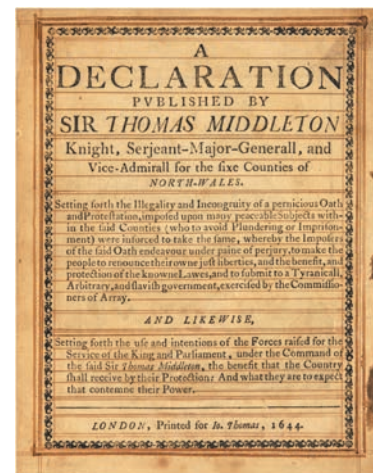 A
DECLARATION
PVBLISHED BY
SIR THOMAS MIDDLETON
Knight, Serjeant-Major-Generall, and
Vice-Admirall for the sixe Counties of
NORTH-WALES.
Setting forth the Illegality and Incongruity of a pernicious Oath
and Protestation, imposed upon many peaceable Subjects with-
in the said Counties (who to avoid Plundering or Imprison-
ment) were inforced to take the same, whereby the Imposers
of the said Oath endeavour under paine of perjury, to make the
people to renounce their owne just liberties, and the benefit, and
protection of the knowne Lawes, and to submit to a Tyranicall,
Arbitrary, and slavish government, exercised by the Commissio-
ners of Array.
AND LIKEWISE,
Setting forth the use and intentions of the Forces raised for the
Service of the King and Parliament, under the Command of
the said Sir Thomas Middleton, the benefit that the Country
shall receive by their Protection: And what they are to expect
that contemne their Power.
LONDON, Printed for Io. Thomas, 1644.